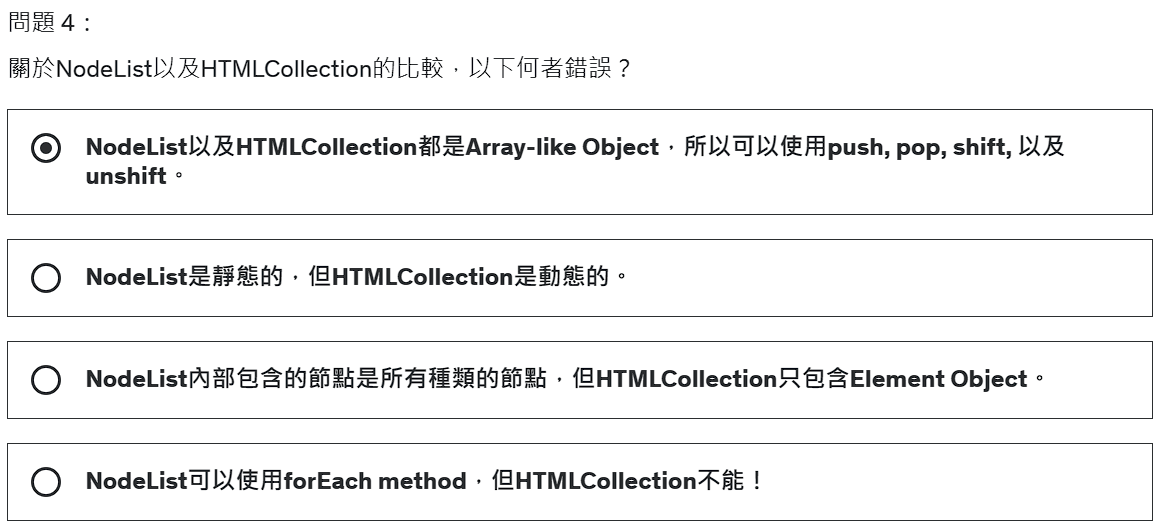 問題 4：
關於NodeList以及HTMLCollection的比較，以下何者錯誤？
NodeList以及HTMLCollection都是Array-like Object，所以可以使用push, pop, shift, 以及
unshift。
NodeList是靜態的，但HTMLCollection是動態的。
NodeList內部包含的節點是所有種類的節點，但HTMLCollection只包含Element Object。
NodeList可以使用forEach method，但HTMLCollection不能！